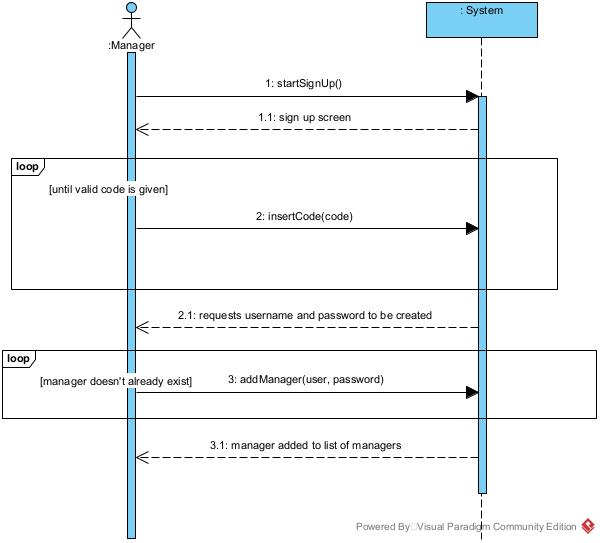 : System
:Manager
1: startSignUp()
1.1: sign up screen
loop
[until valid code is given]
2: insertCode(code)
2.1: requests username and password to be created
loop
[manager doesn't already exist]
3: addManager(user, password)
3.1: manager added to list of managers
Powered By Visual Paradigm Community Edition